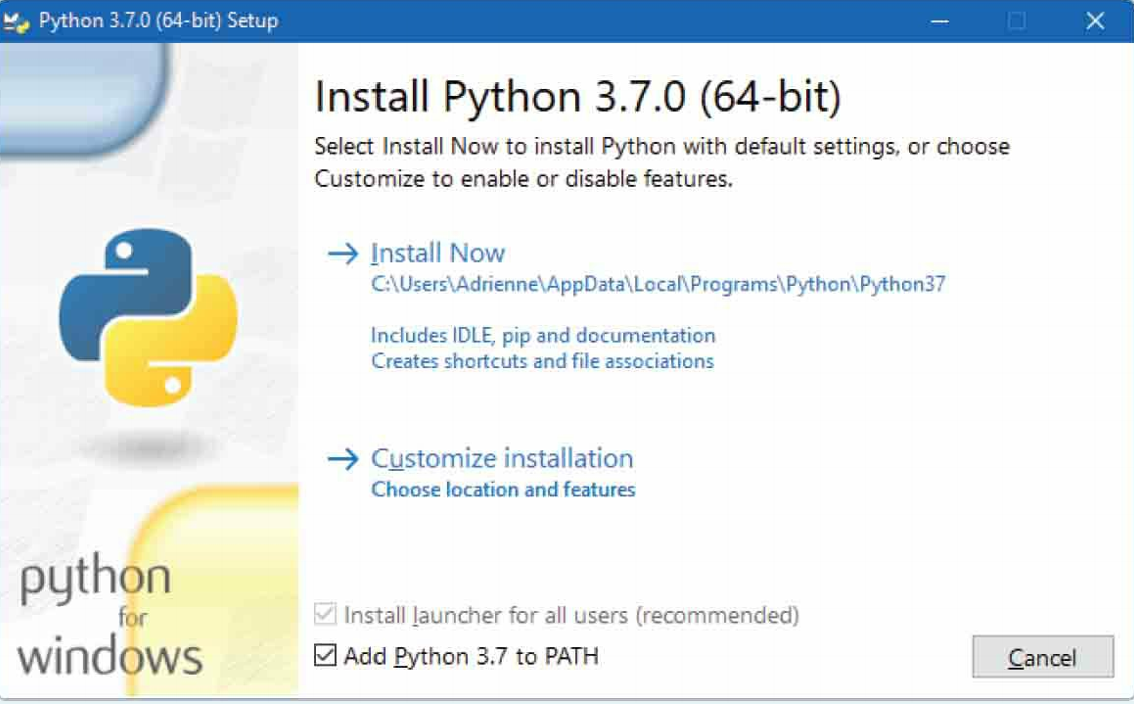 Python 3.7.0 (64-bit) Setup
Install Python 3.7.0 (64-bit)
Select Install Now to install Python with default settings, or choose
Customize to enable or disable features.
Install Now
C:\Users\Adrienne\AppData\Local\Programs\Python\Python37
Includes IDLE, pip and documentation
Creates shortcuts and file associations
Customize installation
Choose location and features
python
for
windows
Install launcher for all users (recommended)
Add Python 3.7 to PATH
Cancel